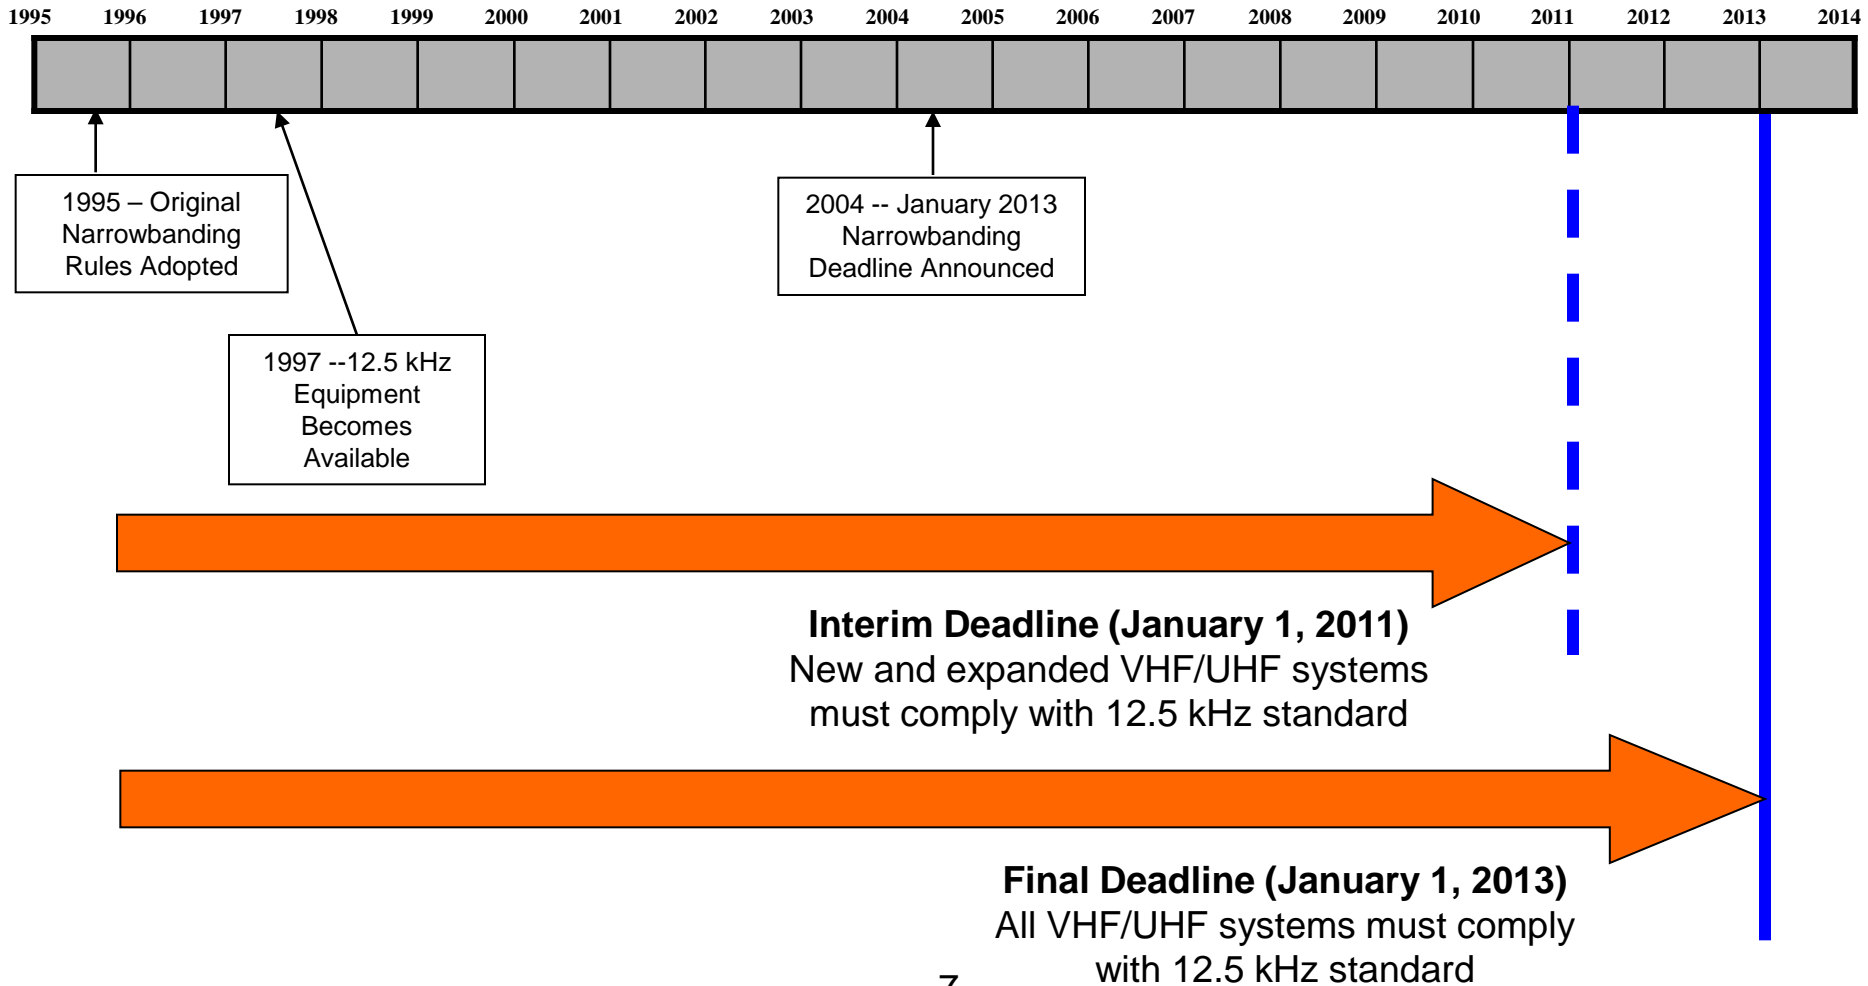 1995 1996 1997 1998 1999 2000 2001 2002 2003 2004 2005 2006 2007 2008 2009 2010 2011 2012 2013 2014
1995 – Original
Narrowbanding
Rules Adopted
2004 -- January 2013
Narrowbanding
Deadline Announced
1997 --12.5 kHz
Equipment
Becomes
Available
Interim Deadline (January 1, 2011)
New and expanded VHF/UHF systems
must comply with 12.5 kHz standard
Final Deadline (January 1, 2013)
All VHF/UHF systems must comply
with 12.5 kHz standard
7